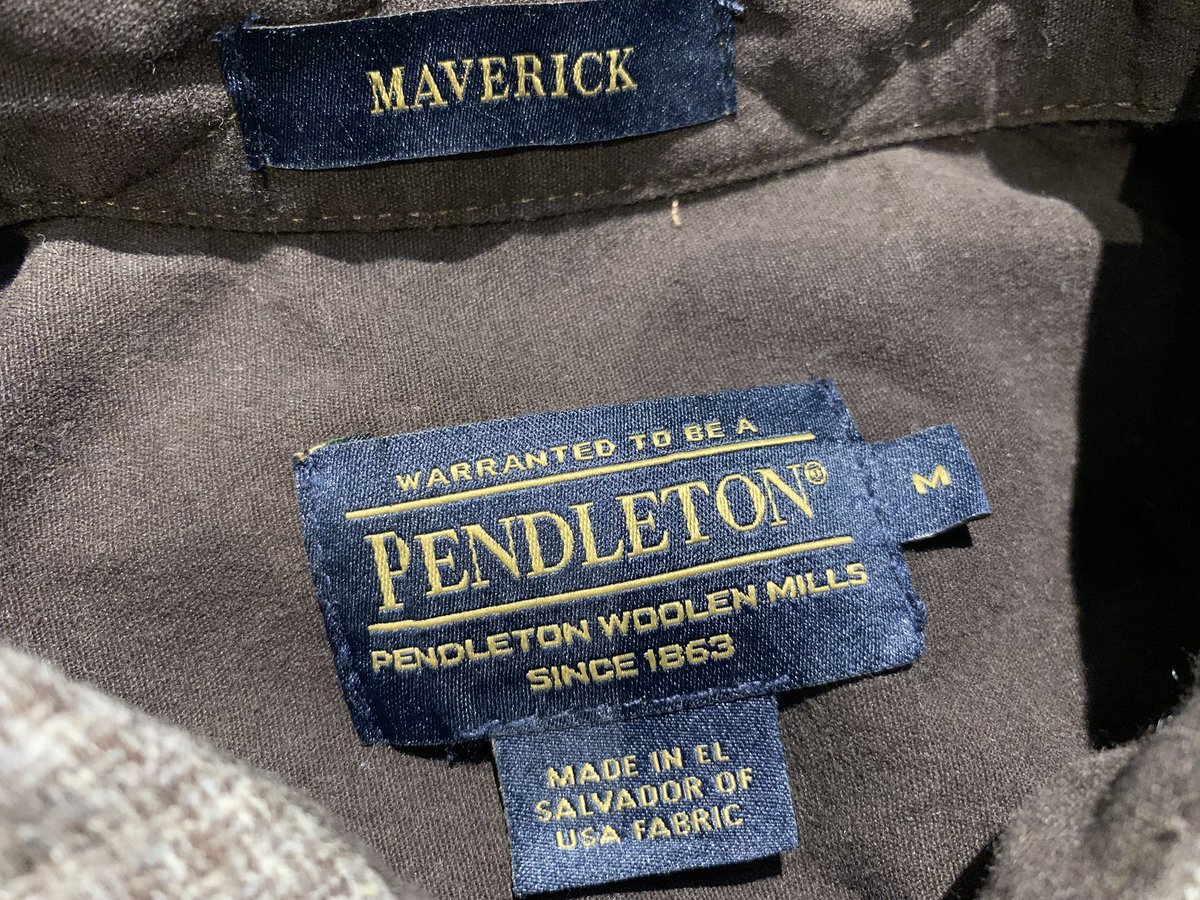 MAVERICK
WARRANTED TO BE A
PENDLETON®
M
PENDLETON WOOLEN MILLS
SINCE 1863
MADE IN EL
SALVADOR OF
USA FABRIC